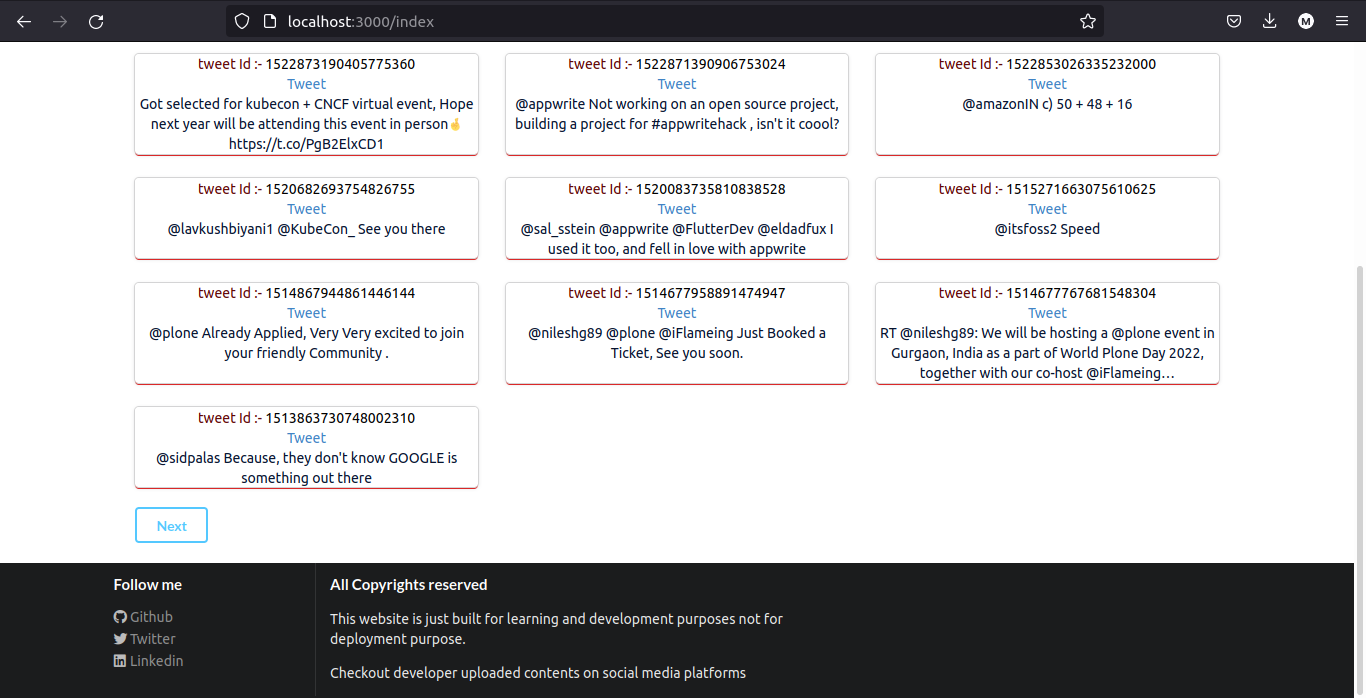 localhost:3000/index
M
tweet Id :- 1522873190405775360
Tweet
Got selected for kubecon + CNCF virtual event, Hope
next year will be attending this event in person🤞
https://t.co/PgB2ElxCD1
tweet Id :- 1522871390906753024
Tweet
@appwrite Not working on an open source project,
building a project for #appwritehack , isn't it coool?
tweet Id :- 1522853026335232000
Tweet
@amazonIN c) 50 + 48 + 16
tweet Id :- 1520682693754826755
Tweet
@lavkushbiyani1 @KubeCon_ See you there
tweet Id :- 1520083735810838528
Tweet
@sal_sstein @appwrite @FlutterDev @eldadfux I
used it too, and fell in love with appwrite
tweet Id :- 1515271663075610625
Tweet
@itsfoss2 Speed
tweet Id :- 1514867944861446144
Tweet
@plone Already Applied, Very Very excited to join
your friendly Community .
tweet Id :- 1514677958891474947
Tweet
@nileshg89 @plone @iFlameing Just Booked a
Ticket, See you soon.
tweet Id :- 1514677767681548304
Tweet
RT @nileshg89: We will be hosting a @plone event in
Gurgaon, India as a part of World Plone Day 2022,
together with our co-host @iFlameing…
tweet Id :- 1513863730748002310
Tweet
@sidpalas Because, they don't know GOOGLE is
something out there
Next
Follow me
Github
Twitter
Linkedin
All Copyrights reserved
This website is just built for learning and development purposes not for
deployment purpose.
Checkout developer uploaded contents on social media platforms